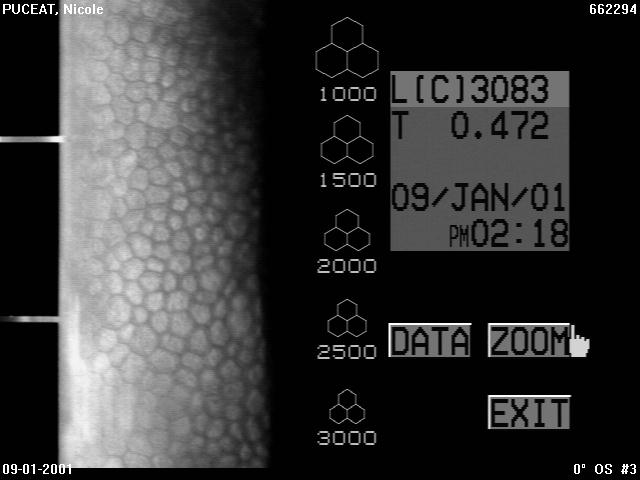 PUCEAT, Nicole
662294
1000
1500
2000
2500
3000
L(C)3083
T 0.472
09/JAN/01
PM02:18
DATA
ZOOM
EXIT
09-01-2001
0° OS #3